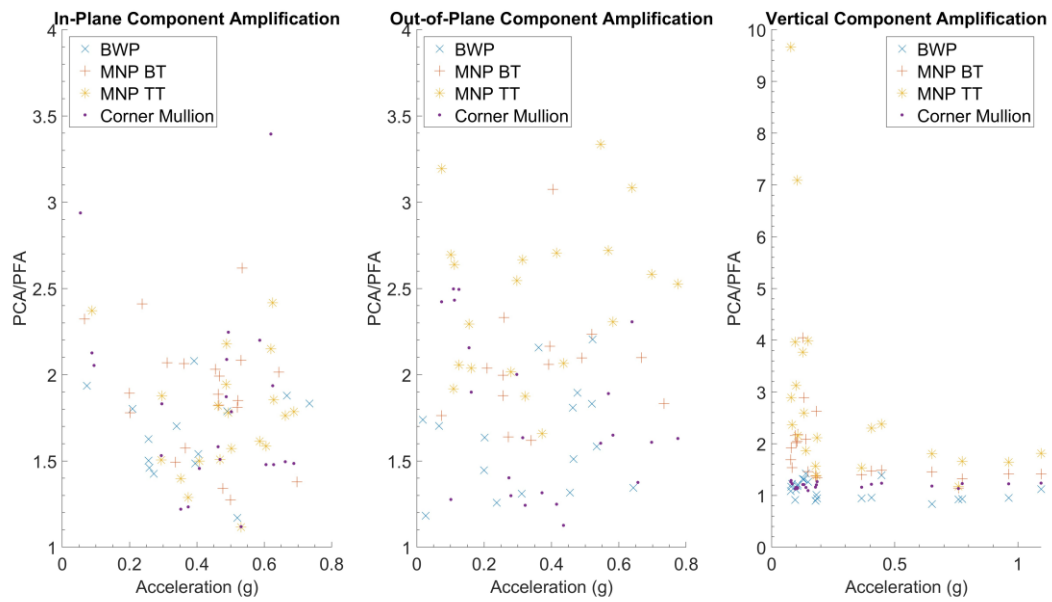 In-Plane Component Amplification
BWP
MNP BT
MNP TT
Corner Mullion
4
3.5
3
2.5
2
1.5
1
PCA/PFA
0
0.2
0.4
0.6
0.8
Acceleration (g)
Out-of-Plane Component Amplification
BWP
MNP BT
MNP TT
Corner Mullion
4
3.5
3
2.5
2
1.5
1
PCA/PFA
0
0.2
0.4
0.6
0.8
Acceleration (g)
Vertical Component Amplification
BWP
MNP BT
MNP TT
Corner Mullion
10
9
8
7
6
5
4
3
2
1
0
PCA/PFA
0
0.5
1
Acceleration (g)